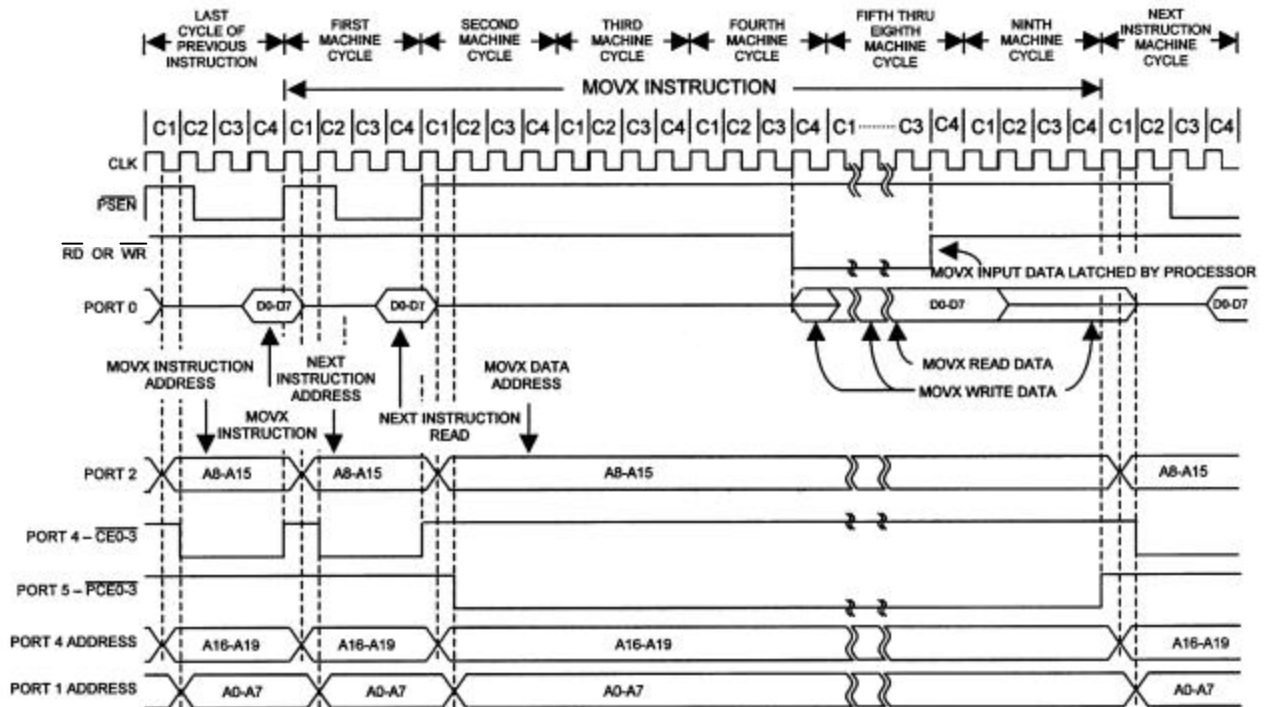 LAST
CYCLE OF
PREVIOUS
INSTRUCTION
FIRST
MACHINE
CYCLE
SECOND
MACHINE
CYCLE
THIRD
MACHINE
CYCLE
FOURTH
MACHINE
CYCLE
FIFTH THRU
EIGHTH
MACHINE
CYCLE
NINTH
MACHINE
CYCLE
NEXT
INSTRUCTION
MACHINE
CYCLE
MOVX INSTRUCTION
C1 C2 C3 C4 C1 C2 C3 C4 C1 C2 C3 C4 C1 C2 C3 C4 C1 C2 C3 C4 C1 ........ C3 C4 C1 C2 C3 C4 C1 C2 C3 C4
CLK
PSEN
RD OR WR
MOVX INPUT DATA LATCHED BY PROCESSOR
PORT 0 D0-D7 D0-D7 D0-D7 D0-D7
MOVX INSTRUCTION
ADDRESS
NEXT
INSTRUCTION
ADDRESS
MOVX DATA
ADDRESS
MOVX READ DATA
MOVX WRITE DATA
MOVX
INSTRUCTION
NEXT INSTRUCTION
READ
PORT 2 A8-A15 A8-A15 A8-A15 A8-A15
PORT 4 – CE0-3
PORT 5 – PCE0-3
PORT 4 ADDRESS A16-A19 A16-A19 A16-A19 A16-A19
PORT 1 ADDRESS A0-A7 A0-A7 A0-A7 A0-A7